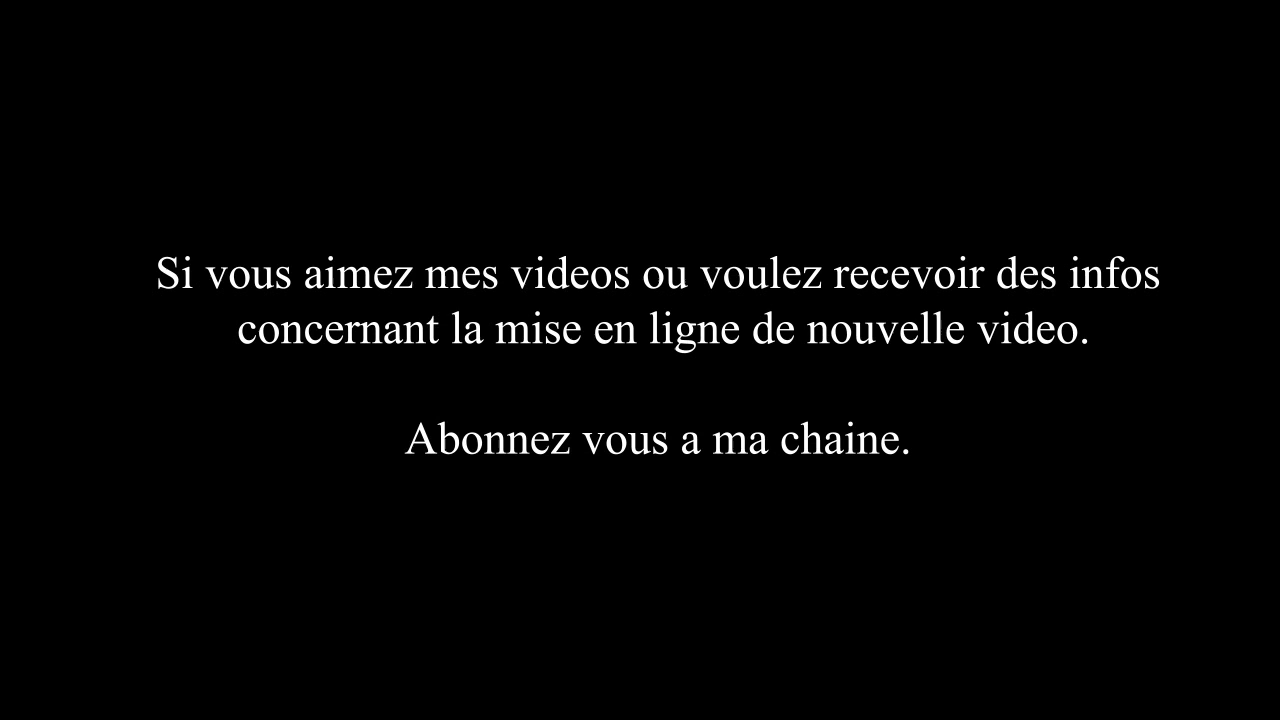 Si vous aimez mes videos ou voulez recevoir des infos
concernant la mise en ligne de nouvelle video.
Abonnez vous a ma chaine.